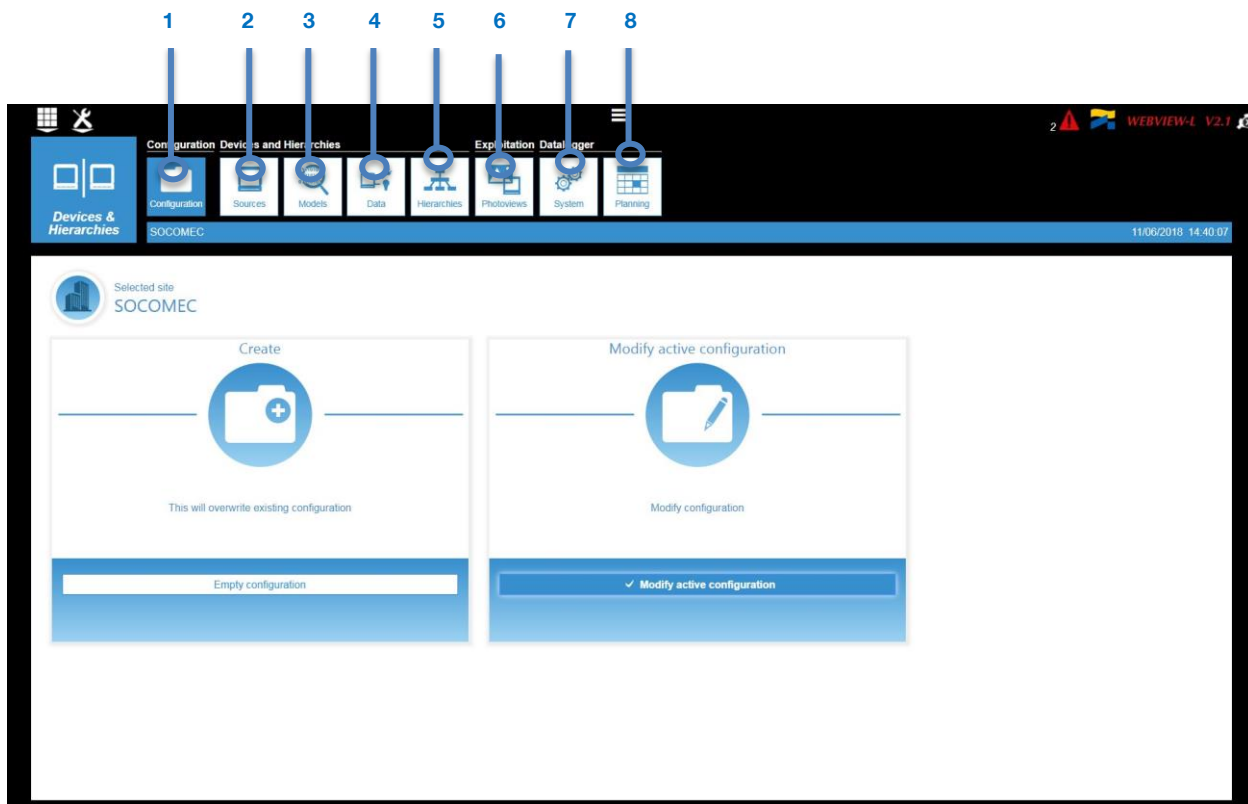 1 2 3 4 5 6 7 8
2 WEBVIEW-L V2.1
Configuration Devices and Hierarchies Exploitation Datalogger
Configuration Sources Models Data Hierarchies Photoviews System Planning
Devices &
Hierarchies
SOCOMEC 11/06/2018 14:40:07
Selected site
SOCOMEC
Create Modify active configuration
This will overwrite existing configuration Modify configuration
Empty configuration ✓ Modify active configuration